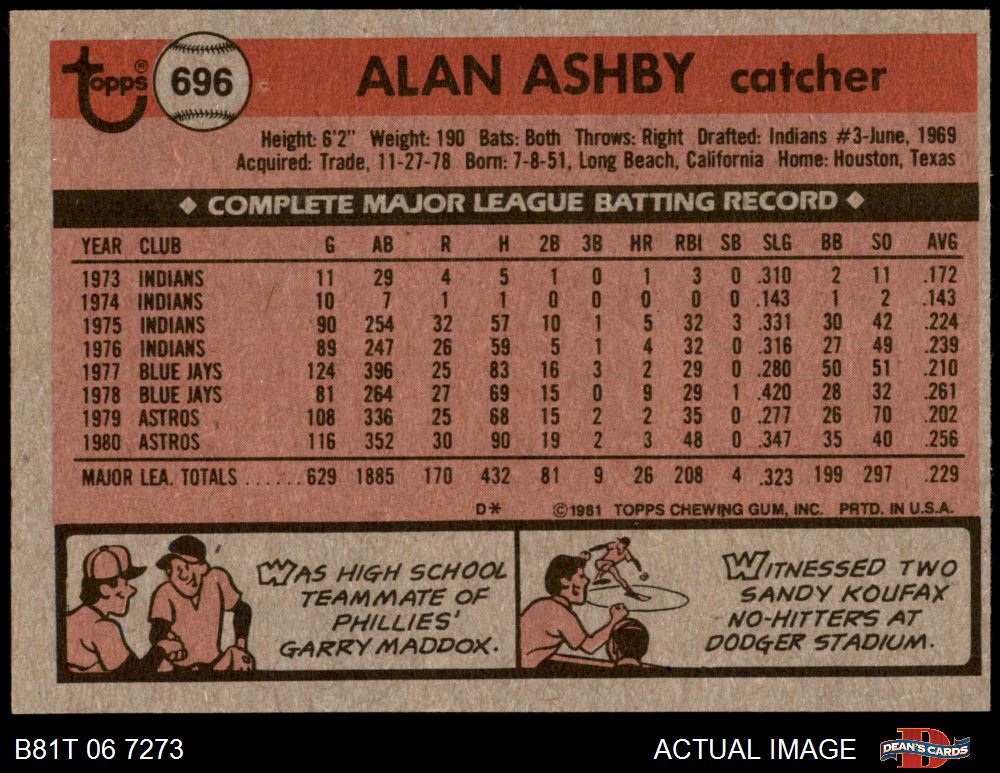 Topps® 696 ALAN ASHBY catcher
Height: 6'2" Weight: 190 Bats: Both Throws: Right Drafted: Indians #3-June, 1969
Acquired: Trade, 11-27-78 Born: 7-8-51, Long Beach, California Home: Houston, Texas
◆ COMPLETE MAJOR LEAGUE BATTING RECORD ◆
YEAR CLUB G AB R H 2B 3B HR RBI SB SLG BB SO AVG
1973 INDIANS 11 29 4 5 1 0 1 3 0 .310 2 11 .172
1974 INDIANS 10 7 1 1 0 0 0 0 0 .143 1 2 .143
1975 INDIANS 90 254 32 57 10 1 5 32 3 .331 30 42 .224
1976 INDIANS 89 247 26 59 5 1 4 32 0 .316 27 49 .239
1977 BLUE JAYS 124 396 25 83 16 3 2 29 0 .280 50 51 .210
1978 BLUE JAYS 81 264 27 69 15 0 9 29 1 .420 28 32 .261
1979 ASTROS 108 336 25 68 15 2 2 35 0 .277 26 70 .202
1980 ASTROS 116 352 30 90 19 2 3 48 0 .347 35 40 .256
MAJOR LEA. TOTALS ......629 1885 170 432 81 9 26 208 4 .323 199 297 .229
D* ©1981 TOPPS CHEWING GUM, INC. PRTD. IN U.S.A.
WAS HIGH SCHOOL
TEAMMATE OF
PHILLIES'
GARRY MADDOX.
WITNESSED TWO
SANDY KOUFAX
NO-HITTERS AT
DODGER STADIUM.
B81T 06 7273 ACTUAL IMAGE DEAN'S CARDS